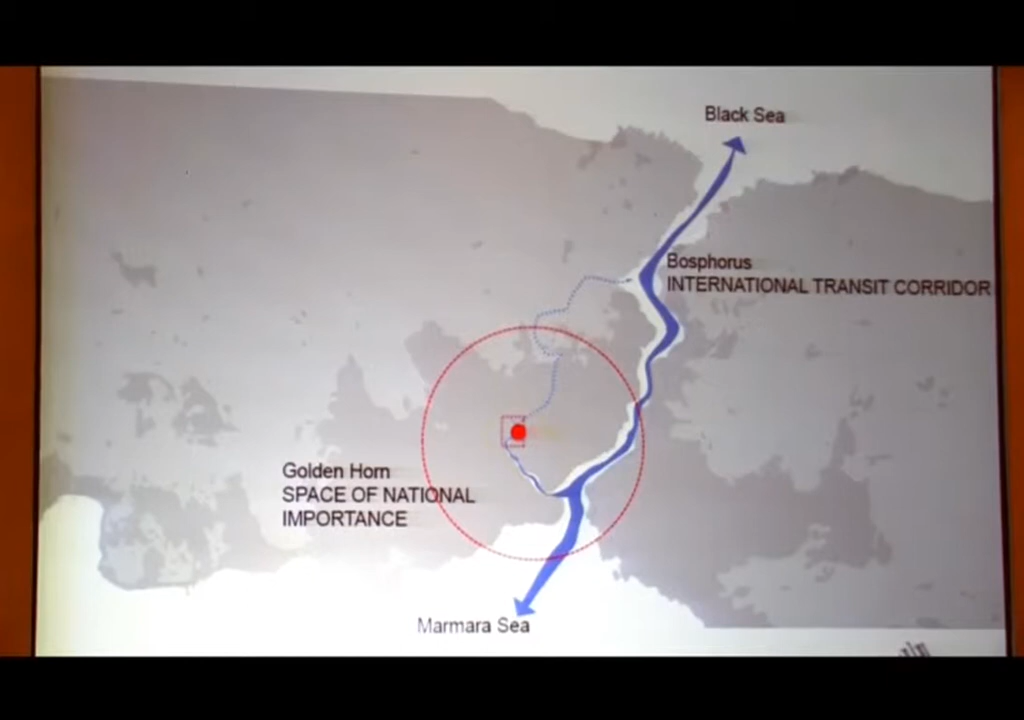 Black Sea
Bosphorus
INTERNATIONAL TRANSIT CORRIDOR
Golden Horn
SPACE OF NATIONAL
IMPORTANCE
Marmara Sea